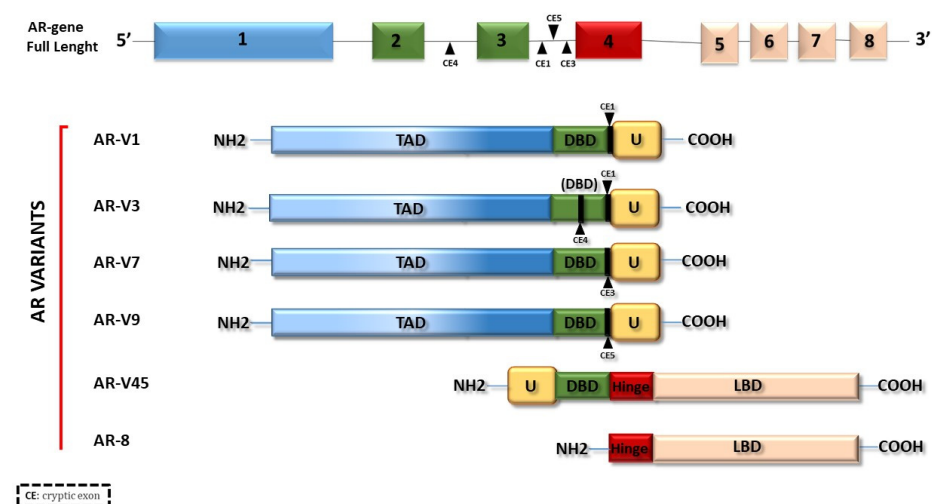 AR-gene
Full Lenght
5’ 1 2 3 4 5 6 7 8 3’
CE5
CE4 CE1 CE3
AR VARIANTS
CE1
AR-V1 NH2 TAD DBD U COOH
(DBD) CE1
AR-V3 NH2 TAD U COOH
CE4
AR-V7 NH2 TAD DBD U COOH
CE3
AR-V9 NH2 TAD DBD U COOH
CE5
AR-V45 NH2 U DBD Hinge LBD COOH
AR-8 NH2 Hinge LBD COOH
CE: cryptic exon